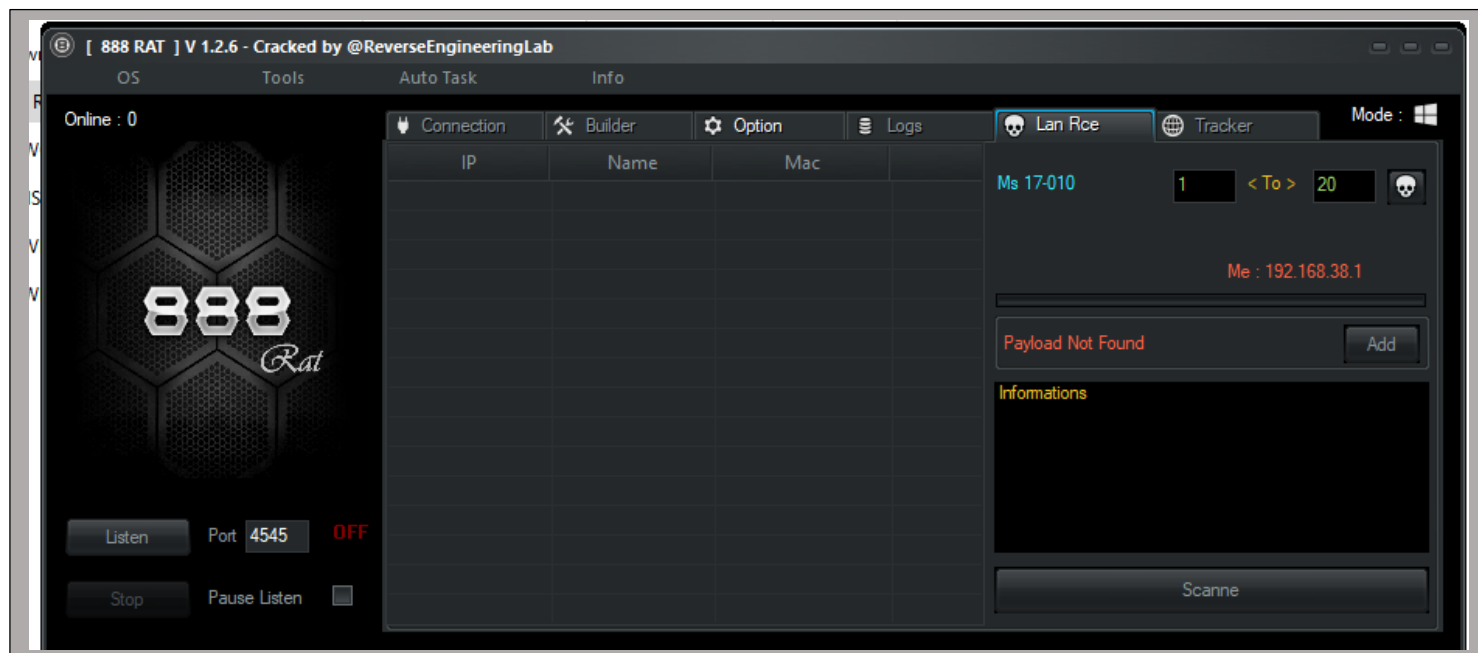 [ 888 RAT ] V 1.2.6 - Cracked by @ReverseEngineeringLab
OS Tools Auto Task Info
Online : 0
Connection Builder Option Logs Lan Rce Tracker Mode :
IP Name Mac
Ms 17-010 1 < To > 20
Me : 192.168.38.1
888
Rat
Payload Not Found Add
Informations
Listen Port 4545 OFF
Stop Pause Listen
Scanne